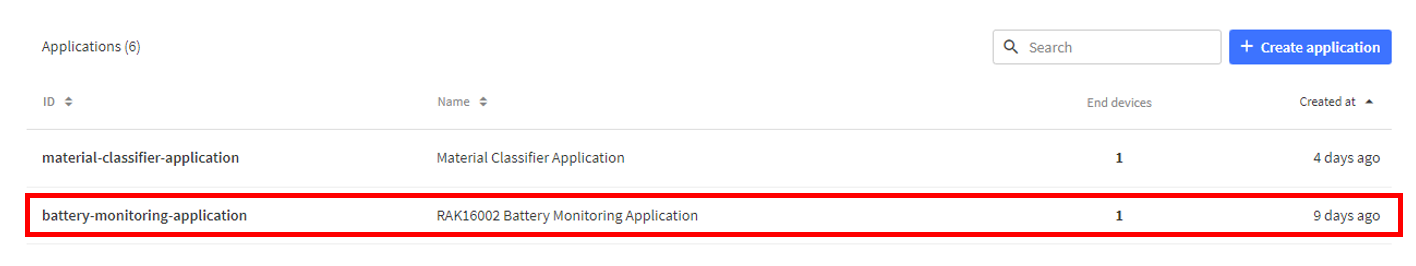 Applications (6)
Search
+ Create application
ID
Name
End devices
Created at
material-classifier-application
Material Classifier Application
1
4 days ago
battery-monitoring-application
RAK16002 Battery Monitoring Application
1
9 days ago